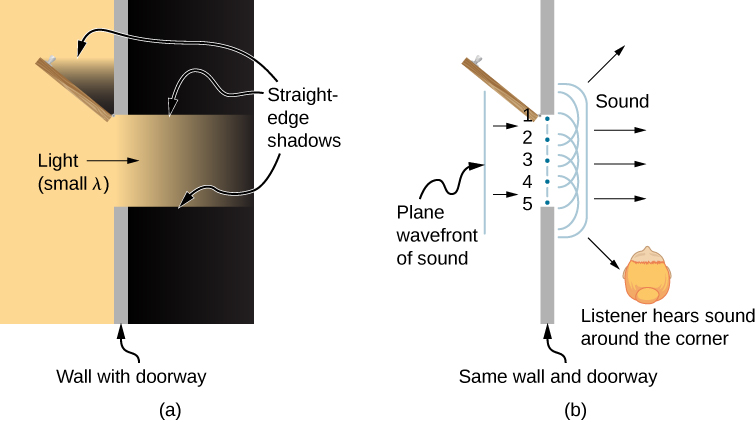 Straight-
edge
shadows
Light
(small λ)
Wall with doorway
(a)
Sound
1
2
3
4
5
Plane
wavefront
of sound
Listener hears sound
around the corner
Same wall and doorway
(b)